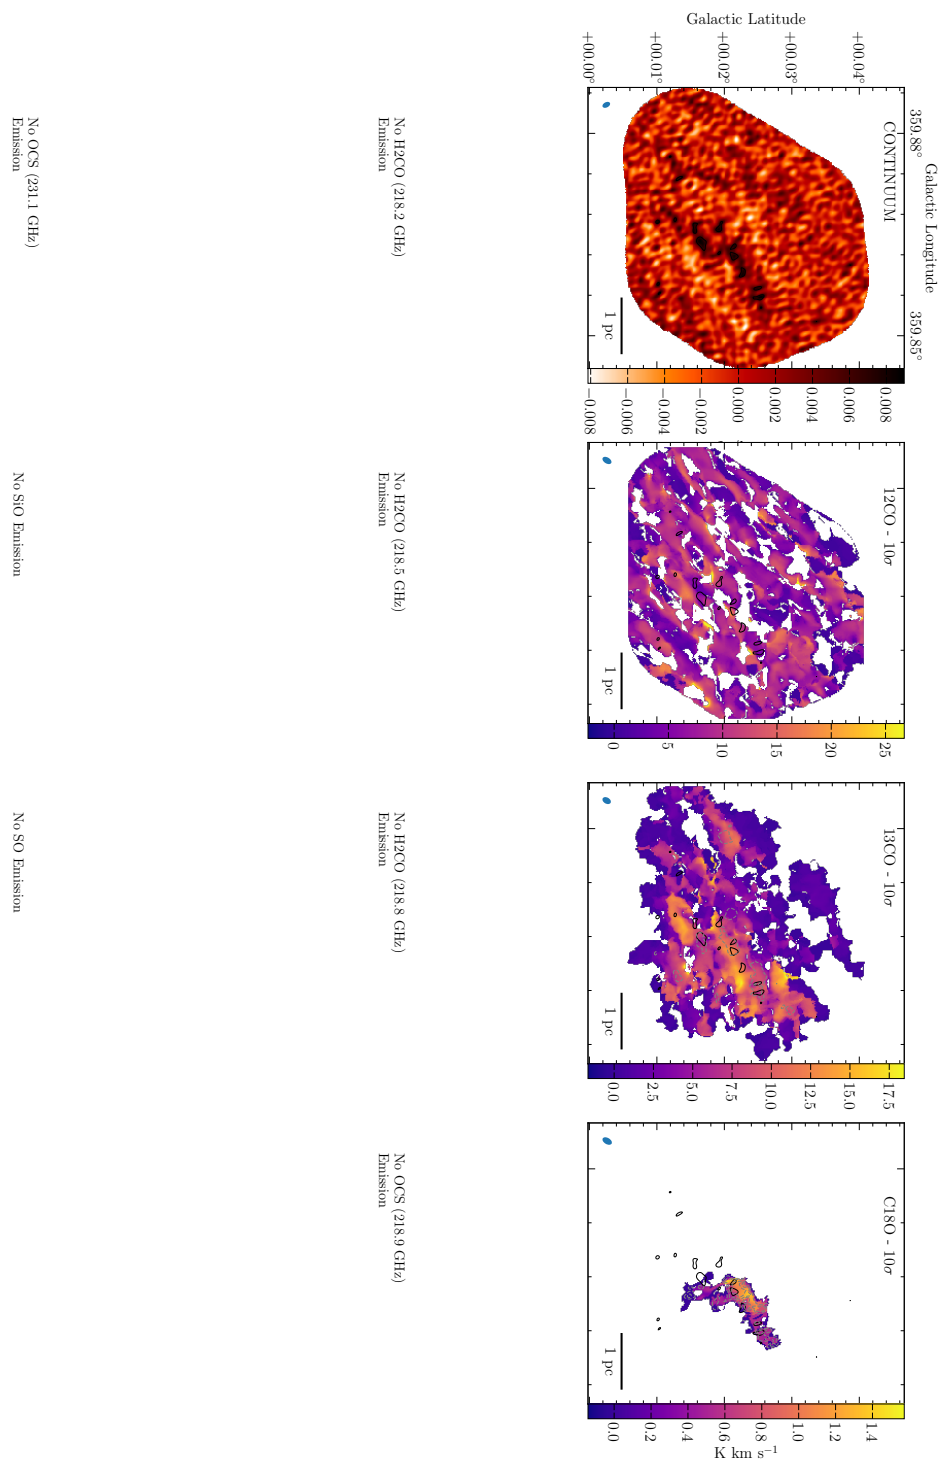 Galactic Longitude
359.88°
359.85°
Galactic Latitude
+00.04°
+00.03°
+00.02°
+00.01°
+00.00°
CONTINUUM
1 pc
0.008
0.006
0.004
0.002
0.000
−0.002
−0.004
−0.006
−0.008
12CO - 10σ
1 pc
0
5
10
15
20
25
13CO - 10σ
1 pc
0.0
2.5
5.0
7.5
10.0
12.5
15.0
17.5
C18O - 10σ
1 pc
0.0
0.2
0.4
0.6
0.8
1.0
1.2
1.4
K km s⁻¹
No H2CO (218.2 GHz)
Emission
No H2CO (218.5 GHz)
Emission
No H2CO (218.8 GHz)
Emission
No OCS (218.9 GHz)
Emission
No OCS (231.1 GHz)
Emission
No SiO Emission
No SO Emission